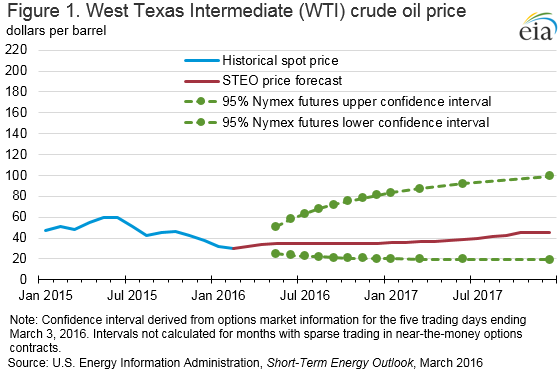 Figure 1. West Texas Intermediate (WTI) crude oil price
dollars per barrel
eia
220
200
180
160
140
120
100
80
60
40
20
0
Historical spot price
STEO price forecast
95% Nymex futures upper confidence interval
95% Nymex futures lower confidence interval
Jan 2015 Jul 2015 Jan 2016 Jul 2016 Jan 2017 Jul 2017
Note: Confidence interval derived from options market information for the five trading days ending
March 3, 2016. Intervals not calculated for months with sparse trading in near-the-money options
contracts.
Source: U.S. Energy Information Administration, Short-Term Energy Outlook, March 2016